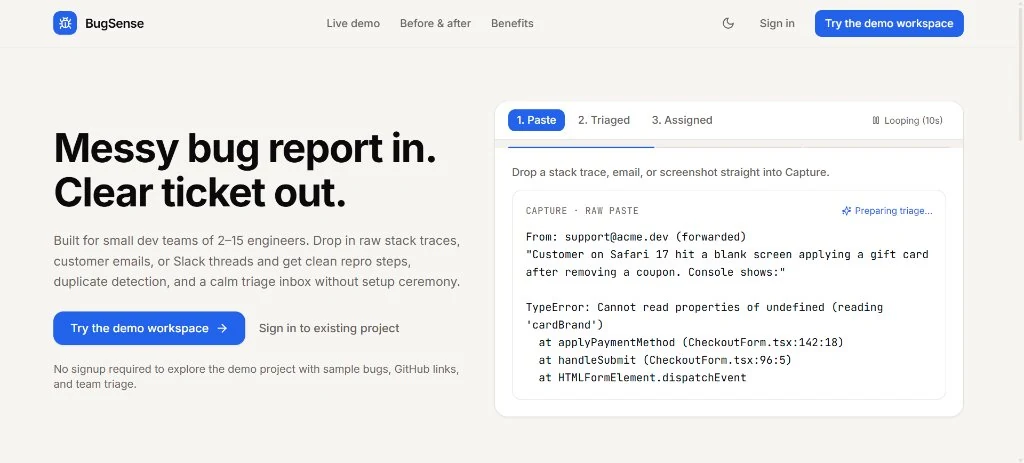 BugSense
Live demo
Before & after
Benefits
Sign in
Try the demo workspace
Messy bug report in.
Clear ticket out.
Built for small dev teams of 2–15 engineers. Drop in raw stack traces,
customer emails, or Slack threads and get clean repro steps,
duplicate detection, and a calm triage inbox without setup ceremony.
Try the demo workspace →
Sign in to existing project
No signup required to explore the demo project with sample bugs, GitHub links,
and team triage.
1. Paste
2. Triaged
3. Assigned
Looping (10s)
Drop a stack trace, email, or screenshot straight into Capture.
CAPTURE · RAW PASTE
Preparing triage...
From: support@acme.dev (forwarded)
"Customer on Safari 17 hit a blank screen applying a gift card
after removing a coupon. Console shows:"
TypeError: Cannot read properties of undefined (reading
'cardBrand')
at applyPaymentMethod (CheckoutForm.tsx:142:18)
at handleSubmit (CheckoutForm.tsx:96:5)
at HTMLFormElement.dispatchEvent